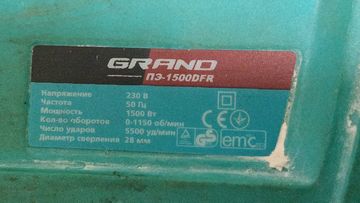 GRAND
ПЭ-1500DFR
Напряжение 230 В
Частота 50 Гц
Мощность 1500 Вт
Кол-во оборотов 0-1150 об/мин
Число ударов 5500 уд/мин
Диаметр сверления 28 мм
emc